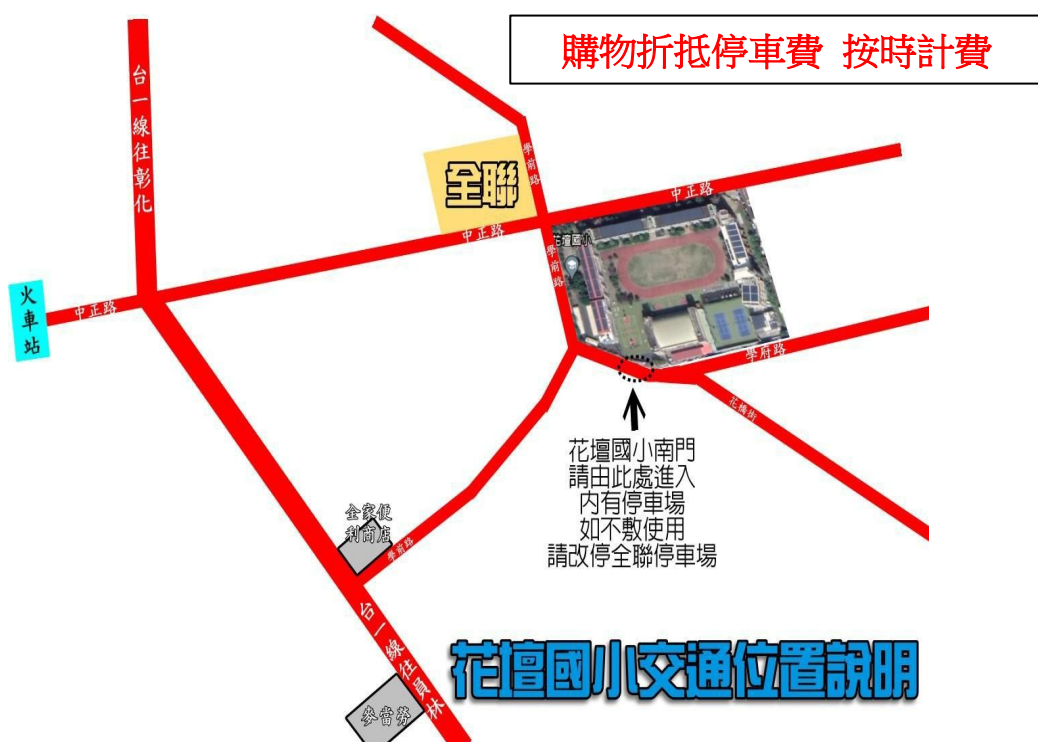 購物折抵停車費 按時計費
台一線往彰化
學前路
全聯
中正路
中正路
花壇國小
學前路
火車站
中正路
學府路
花橋街
花壇國小南門
請由此處進入
內有停車場
如不敷使用
請改停全聯停車場
全家便
利商店
學前路
台一線往員林
麥當勞
花壇國小交通位置說明